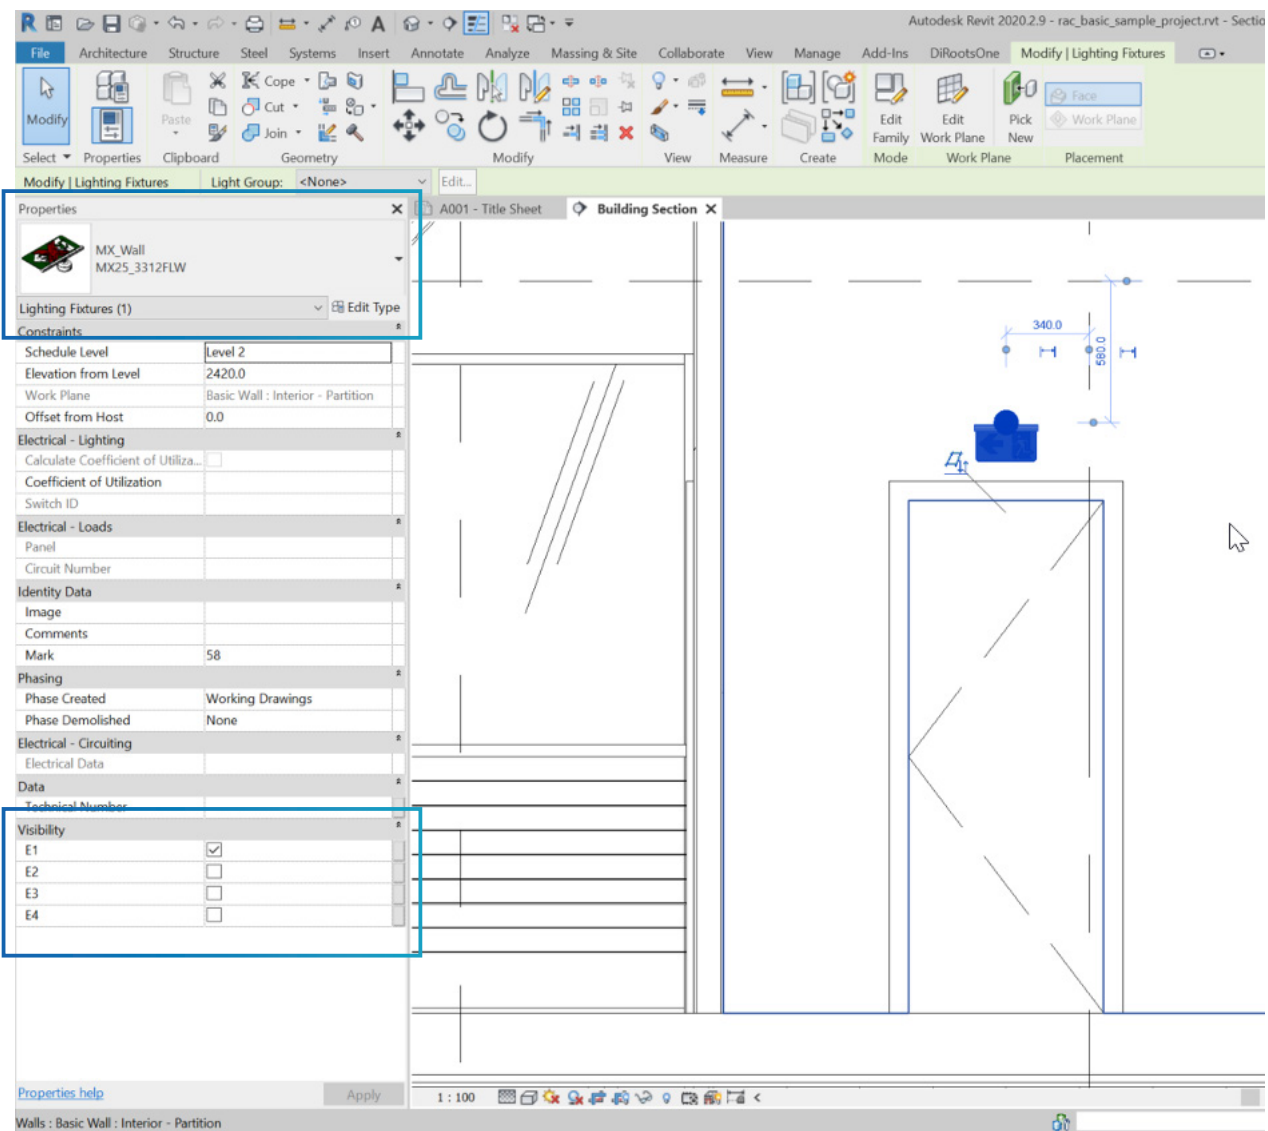 Autodesk Revit 2020.2.9 - rac_basic_sample_project.rvt - Sectio
File Architecture Structure Steel Systems Insert Annotate Analyze Massing & Site Collaborate View Manage Add-Ins DiRootsOne Modify | Lighting Fixtures
Modify Paste Cope Cut Join Edit Family Edit Work Plane Pick New Face Work Plane
Select Properties Clipboard Geometry Modify View Measure Create Mode Work Plane Placement
Modify | Lighting Fixtures Light Group: <None> Edit...
Properties A001 - Title Sheet Building Section
MX_Wall
MX25_3312FLW
Lighting Fixtures (1) Edit Type
Constraints
Schedule Level Level 2
Elevation from Level 2420.0
Work Plane Basic Wall : Interior - Partition
Offset from Host 0.0
Electrical - Lighting
Calculate Coefficient of Utiliza...
Coefficient of Utilization
Switch ID
Electrical - Loads
Panel
Circuit Number
Identity Data
Image
Comments
Mark 58
Phasing
Phase Created Working Drawings
Phase Demolished None
Electrical - Circuiting
Electrical Data
Data
Technical Number
Visibility
E1
E2
E3
E4
340.0
580.0
Properties help Apply
1 : 100
Walls : Basic Wall : Interior - Partition